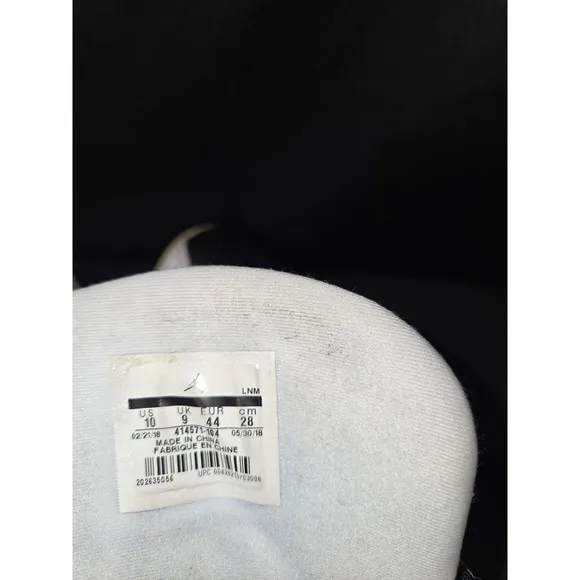 LNM
US UK EUR cm
10 9 44 28
02/21/18 414571-104 05/30/18
MADE IN CHINA
FABRIQUE EN CHINE
202635056
UPC